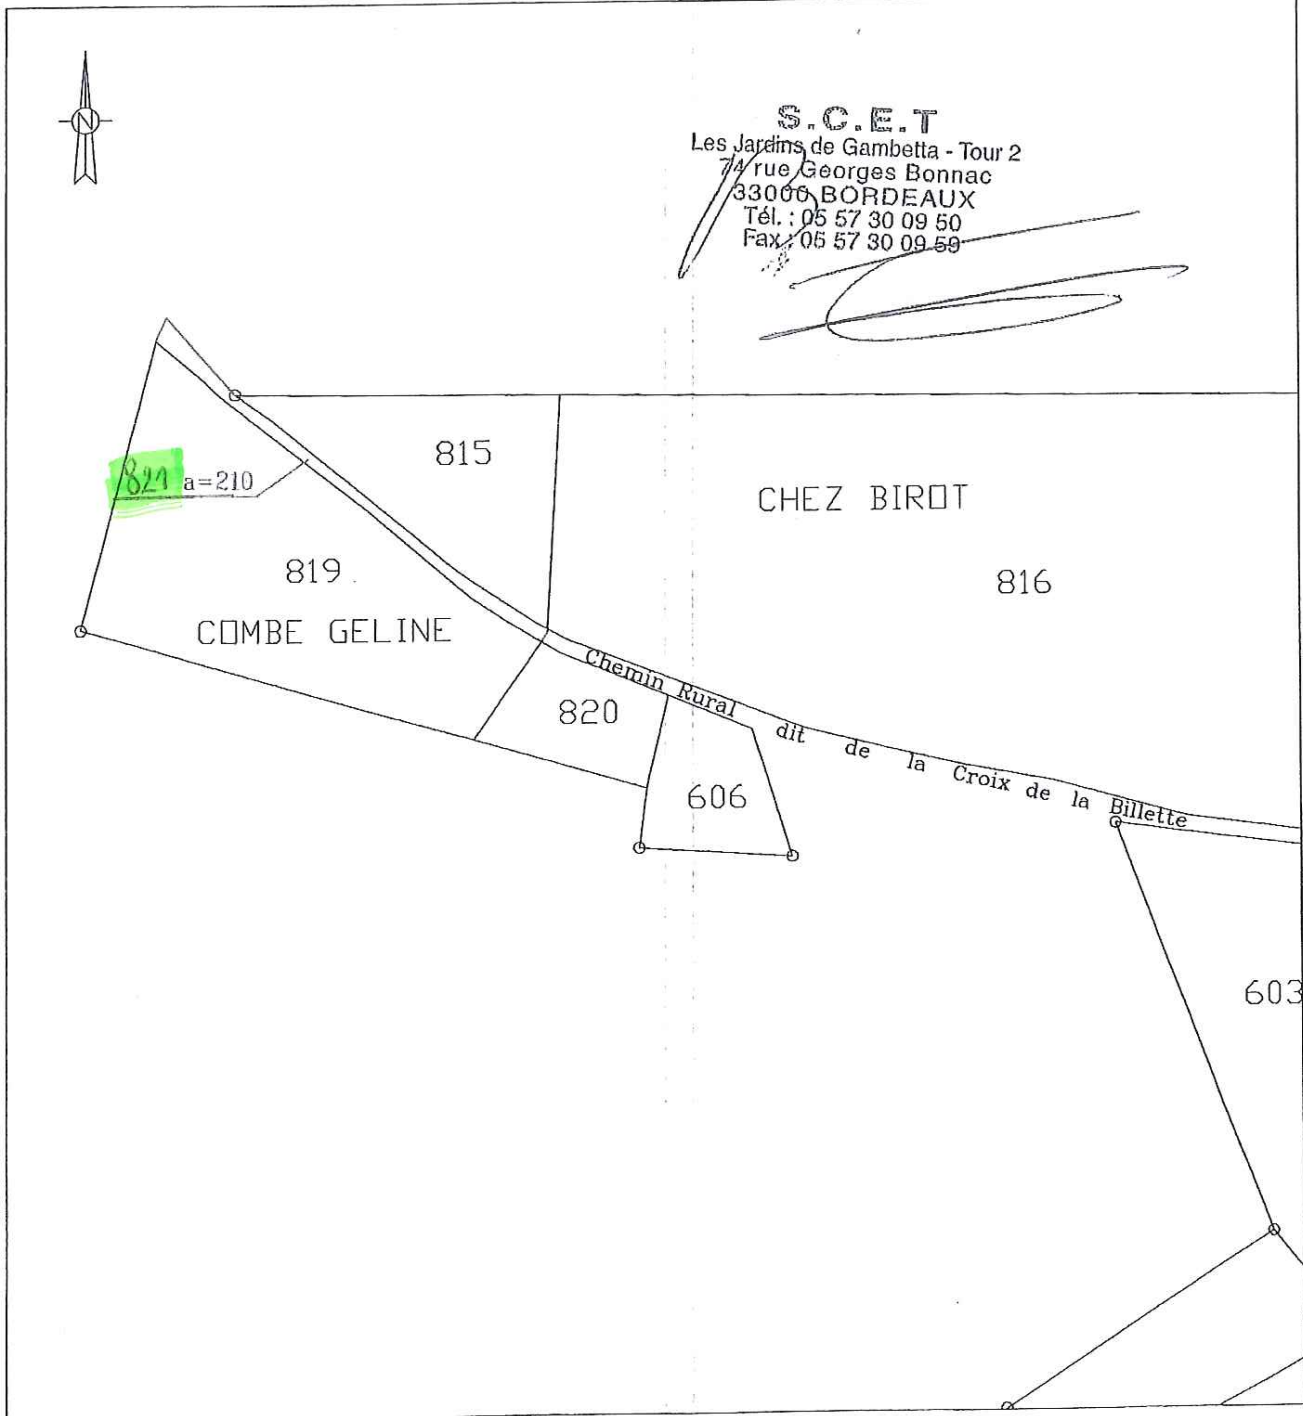 N
S.C.E.T
Les Jardins de Gambetta - Tour 2
74 rue Georges Bonnac
33000 BORDEAUX
Tél. : 05 57 30 09 50
Fax : 05 57 30 09 59
815
821 a=210
CHEZ BIROT
819
816
COMBE GELINE
820
Chemin Rural dit de la Croix de la Billette
606
603